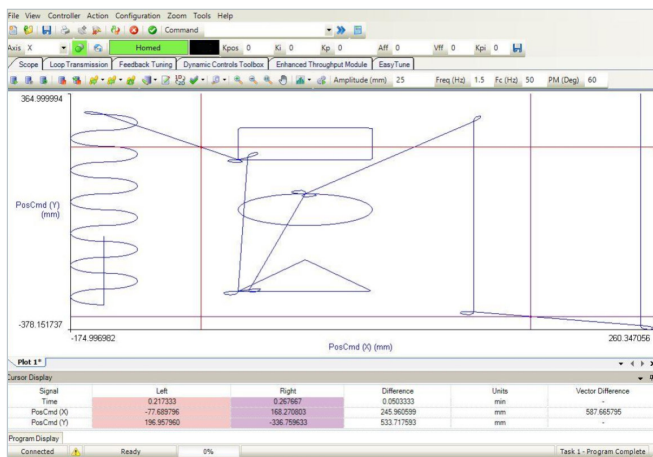 File View Controller Action Configuration Zoom Tools Help
Command
Axis X Homed Kpos 0 Ki 0 Kp 0 Aff 0 Vff 0 Kpi 0
Scope Loop Transmission Feedback Tuning Dynamic Controls Toolbox Enhanced Throughput Module EasyTune
Amplitude (mm) 25 Freq (Hz) 1.5 Fc (Hz) 50 PM (Deg) 60
364.999994
PosCmd (Y)
(mm)
-378.151737
-174.996982 260.347056
PosCmd (X) (mm)
Plot 1*
Cursor Display
Signal Left Right Difference Units Vector Difference
Time 0.217333 0.267667 0.0503333 min -
PosCmd (X) -77.689796 168.270803 245.960599 mm 587.665795
PosCmd (Y) 196.957960 -336.759633 533.717593 mm -
Program Display
Connected Ready 0% Task 1 - Program Complete